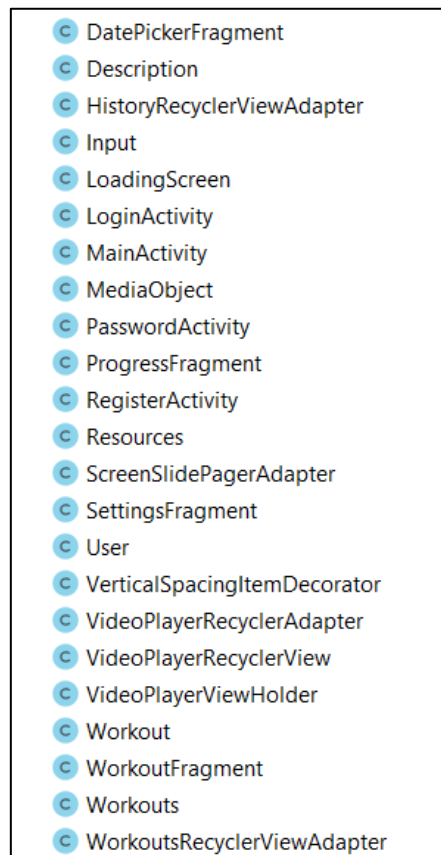 C DatePickerFragment
C Description
C HistoryRecyclerViewAdapter
C Input
C LoadingScreen
C LoginActivity
C MainActivity
C MediaObject
C PasswordActivity
C ProgressFragment
C RegisterActivity
C Resources
C ScreenSlidePagerAdapter
C SettingsFragment
C User
C VerticalSpacingItemDecorator
C VideoPlayerRecyclerAdapter
C VideoPlayerRecyclerView
C VideoPlayerViewHolder
C Workout
C WorkoutFragment
C Workouts
C WorkoutsRecyclerViewAdapter